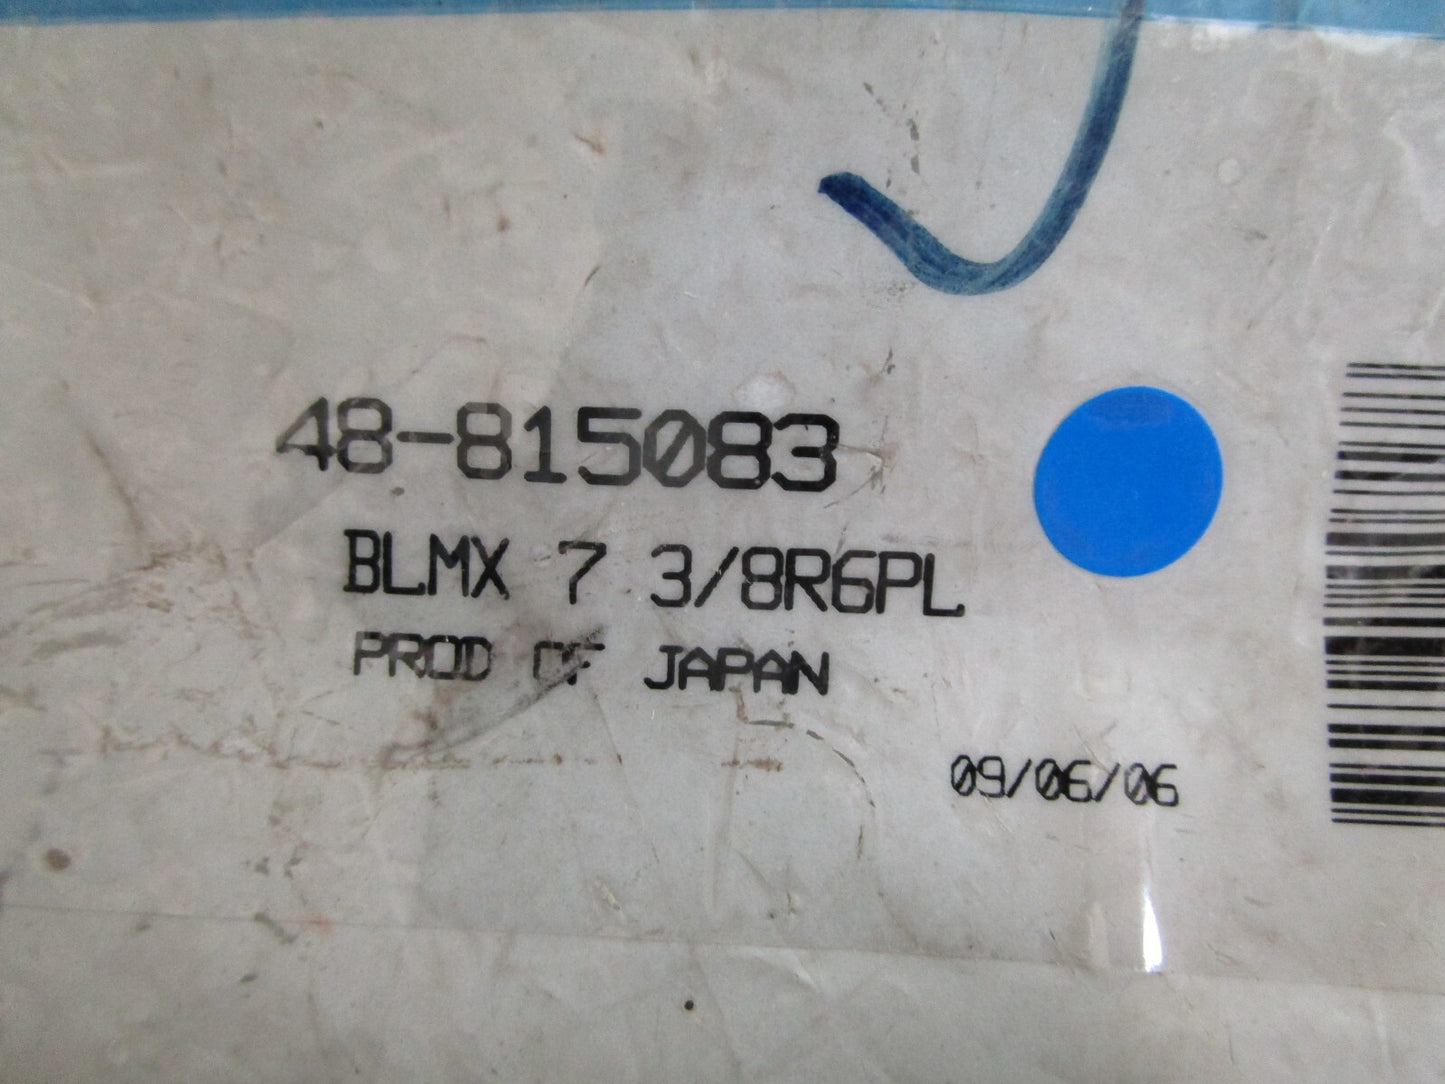 48-815083
BLMX 7 3/8R6PL
PROD OF JAPAN
09/06/06